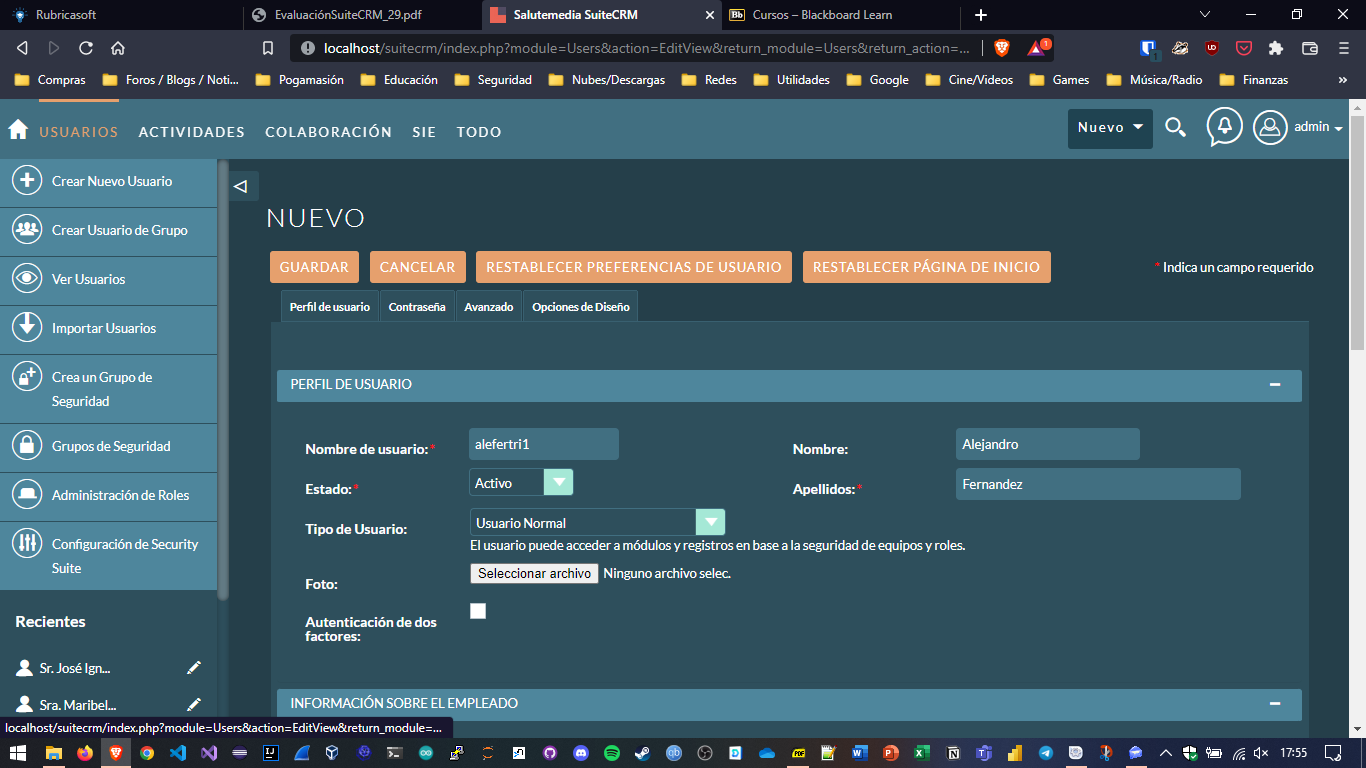 Rubricasoft
EvaluaciónSuiteCRM_29.pdf
Salutemedia SuiteCRM
Bb
Cursos – Blackboard Learn
localhost/suitecrm/index.php?module=Users&action=EditView&return_module=Users&return_action=...
1
1
Compras
Foros / Blogs / Noti...
Pogamasión
Educación
Seguridad
Nubes/Descargas
Redes
Utilidades
Google
Cine/Videos
Games
Música/Radio
Finanzas
»
USUARIOS
ACTIVIDADES
COLABORACIÓN
SIE
TODO
Nuevo
admin
Crear Nuevo Usuario
Crear Usuario de Grupo
Ver Usuarios
Importar Usuarios
Crea un Grupo de
Seguridad
Grupos de Seguridad
Administración de Roles
Configuración de Security
Suite
Recientes
Sr. José Ign...
Sra. Maribel...
NUEVO
GUARDAR
CANCELAR
RESTABLECER PREFERENCIAS DE USUARIO
RESTABLECER PÁGINA DE INICIO
* Indica un campo requerido
Perfil de usuario
Contraseña
Avanzado
Opciones de Diseño
PERFIL DE USUARIO
Nombre de usuario:*
alefertri1
Nombre:
Alejandro
Estado:*
Activo
Apellidos:*
Fernandez
Tipo de Usuario:
Usuario Normal
El usuario puede acceder a módulos y registros en base a la seguridad de equipos y roles.
Foto:
Seleccionar archivo
Ninguno archivo selec.
Autenticación de dos
factores:
INFORMACIÓN SOBRE EL EMPLEADO
localhost/suitecrm/index.php?module=Users&action=EditView&return_module=...
17:55